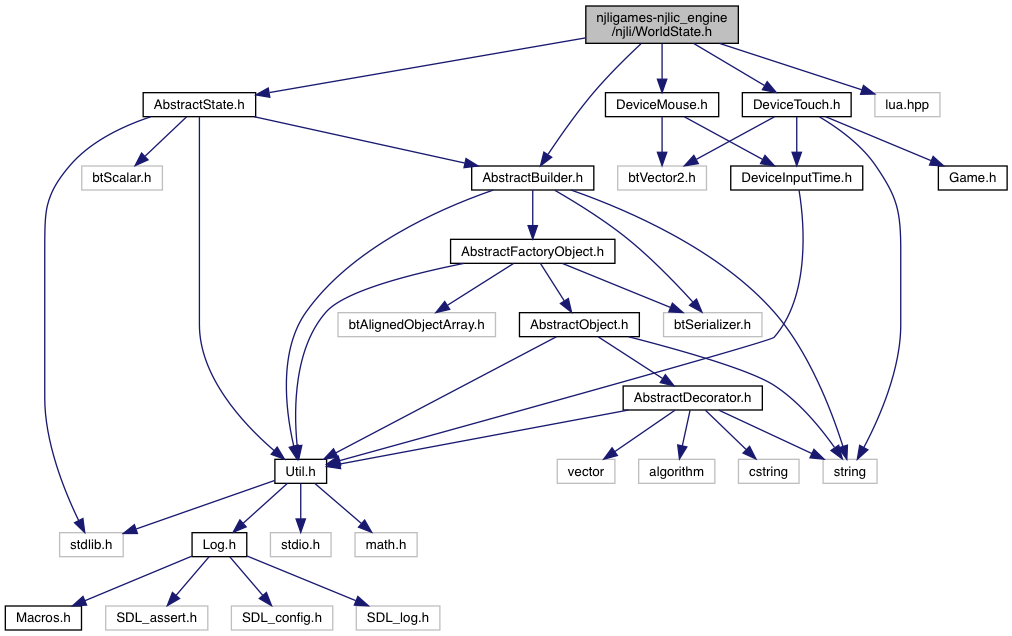 njligames-njlic_engine
/njli/WorldState.h
AbstractState.h
DeviceMouse.h
DeviceTouch.h
lua.hpp
btScalar.h
AbstractBuilder.h
btVector2.h
DeviceInputTime.h
Game.h
AbstractFactoryObject.h
btAlignedObjectArray.h
AbstractObject.h
btSerializer.h
AbstractDecorator.h
Util.h
vector
algorithm
cstring
string
stdlib.h
Log.h
stdio.h
math.h
Macros.h
SDL_assert.h
SDL_config.h
SDL_log.h